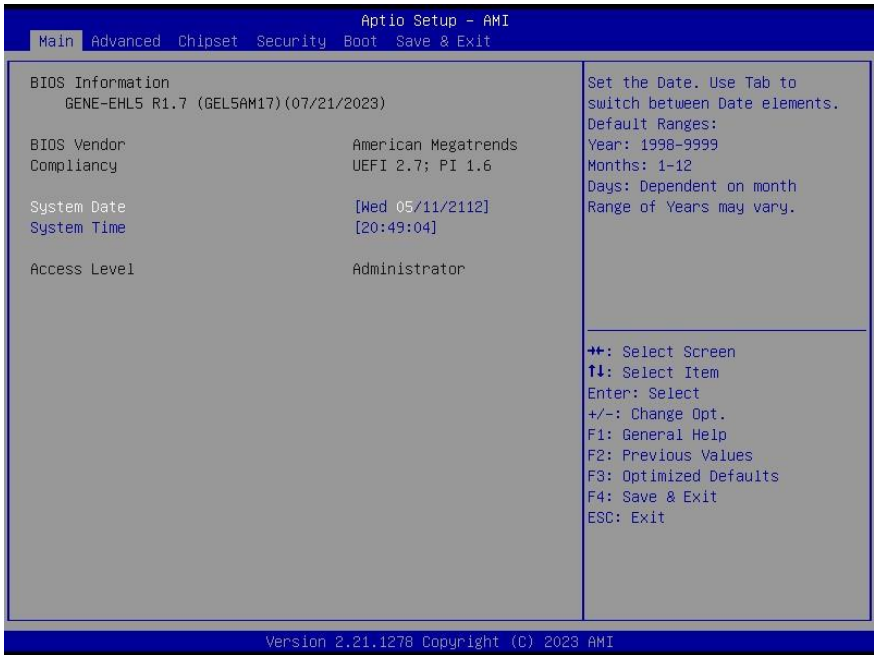 Aptio Setup – AMI
Main Advanced Chipset Security Boot Save & Exit
BIOS Information
GENE-EHL5 R1.7 (GEL5AM17)(07/21/2023)
BIOS Vendor American Megatrends
Compliancy UEFI 2.7; PI 1.6
System Date [Wed 05/11/2112]
System Time [20:49:04]
Access Level Administrator
Set the Date. Use Tab to
switch between Date elements.
Default Ranges:
Year: 1998-9999
Months: 1-12
Days: Dependent on month
Range of Years may vary.
→←: Select Screen
↑↓: Select Item
Enter: Select
+/-: Change Opt.
F1: General Help
F2: Previous Values
F3: Optimized Defaults
F4: Save & Exit
ESC: Exit
Version 2.21.1278 Copyright (C) 2023 AMI